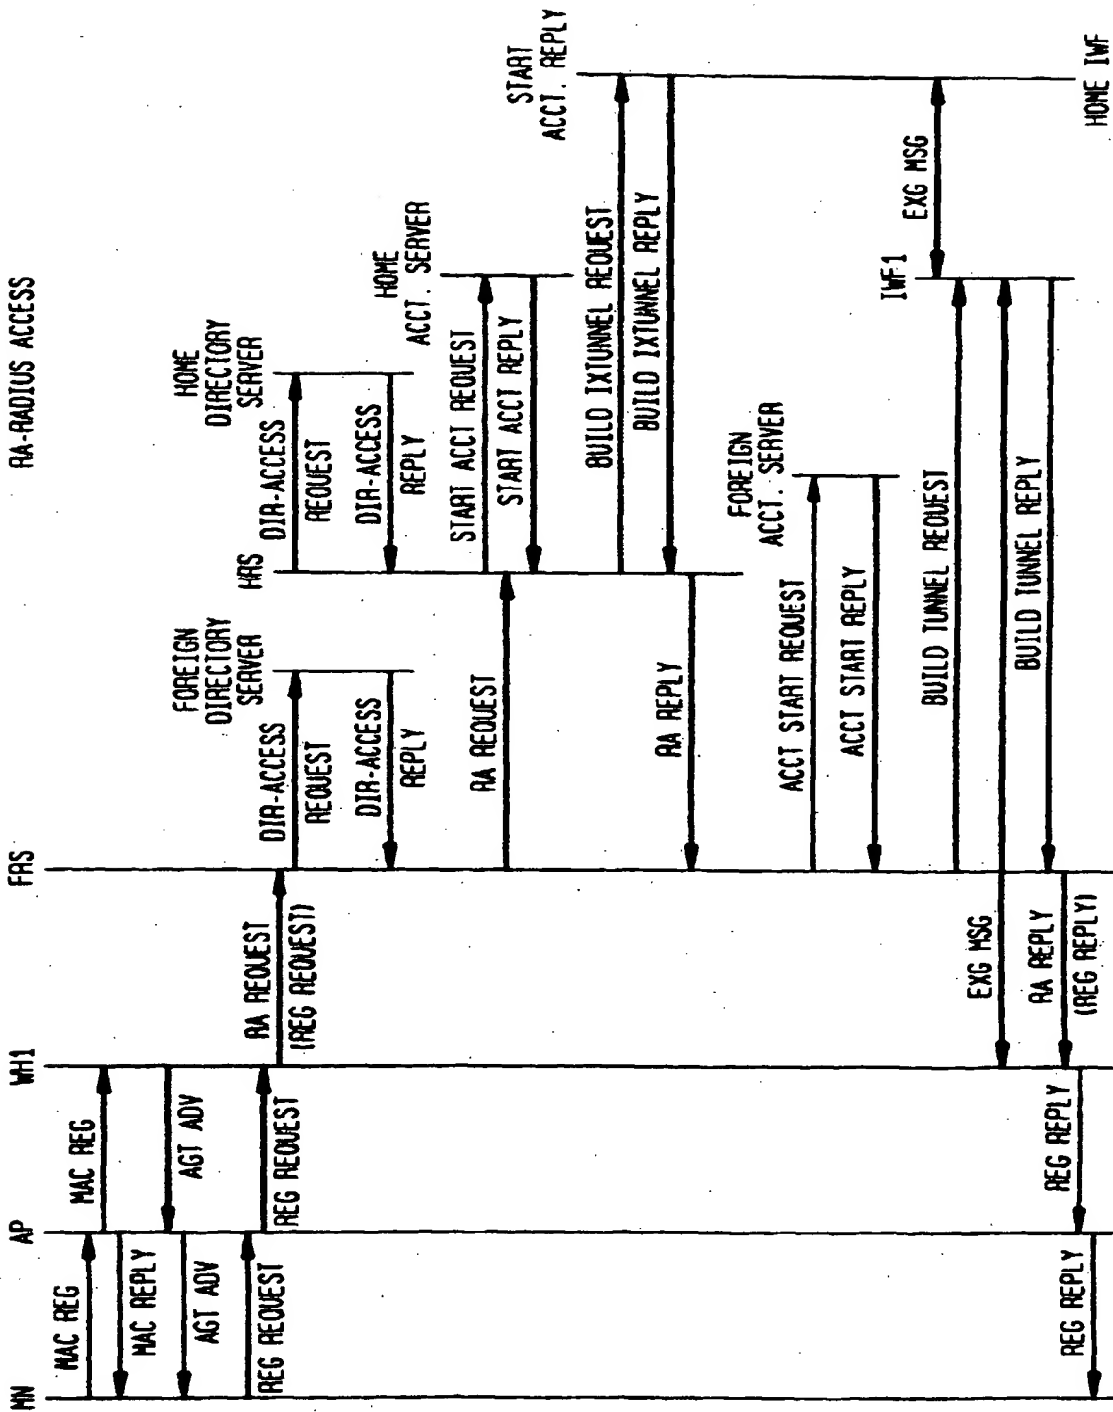 RA-RADIUS ACCESS
MN
AP
WH1
FRS
FOREIGN
DIRECTORY
SERVER
HRS
HOME
DIRECTORY
SERVER
HOME
ACCT. SERVER
START
ACCT. REPLY
MAC REG
MAC REG
MAC REPLY
AGT ADV
AGT ADV
REG REQUEST
REG REQUEST
RA REQUEST
(REG REQUEST)
DIR-ACCESS
REQUEST
DIR-ACCESS
REPLY
DIR-ACCESS
REQUEST
DIR-ACCESS
REPLY
RA REQUEST
START ACCT REQUEST
START ACCT REPLY
BUILD IXTUNNEL REQUEST
BUILD IXTUNNEL REPLY
RA REPLY
FOREIGN
ACCT. SERVER
ACCT START REQUEST
ACCT START REPLY
IWF1
BUILD TUNNEL REQUEST
EXG MSG
EXG MSG
BUILD TUNNEL REPLY
RA REPLY
(REG REPLY)
REG REPLY
REG REPLY
HOME IWF